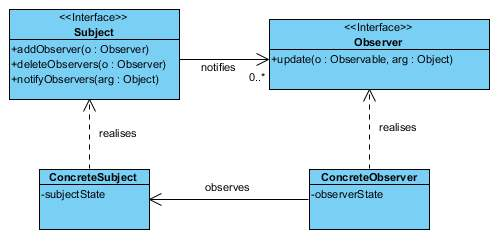 <<Interface>>
Subject
+addObserver(o : Observer)
+deleteObservers(o : Observer)
+notifyObservers(arg : Object)
notifies
0..*
<<Interface>>
Observer
+update(o : Observable, arg : Object)
realises
realises
ConcreteSubject
-subjectState
observes
ConcreteObserver
-observerState